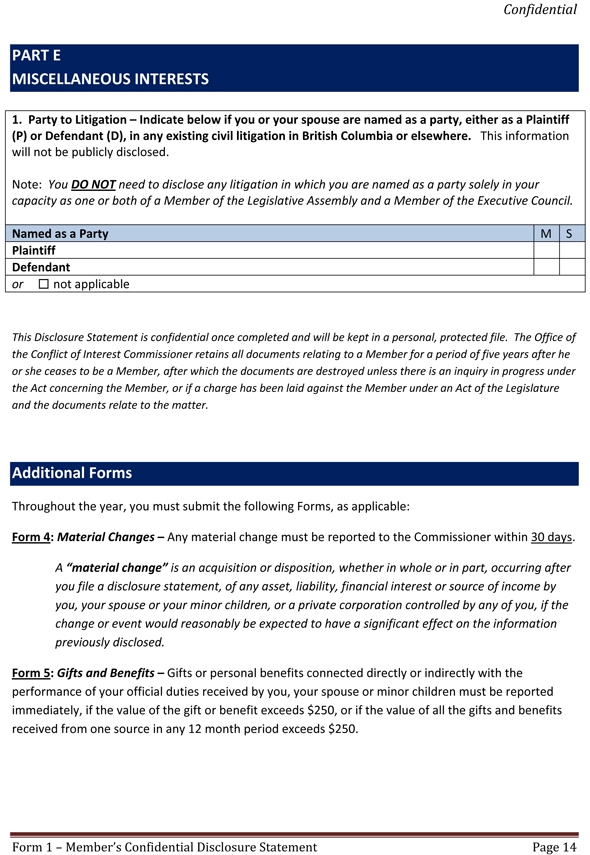 Confidential
PART E
MISCELLANEOUS INTERESTS
1. Party to Litigation – Indicate below if you or your spouse are named as a party, either as a Plaintiff
(P) or Defendant (D), in any existing civil litigation in British Columbia or elsewhere. This information
will not be publicly disclosed.
Note: You DO NOT need to disclose any litigation in which you are named as a party solely in your
capacity as one or both of a Member of the Legislative Assembly and a Member of the Executive Council.
Named as a Party M S
Plaintiff
Defendant
or ☐ not applicable
This Disclosure Statement is confidential once completed and will be kept in a personal, protected file. The Office of
the Conflict of Interest Commissioner retains all documents relating to a Member for a period of five years after he
or she ceases to be a Member, after which the documents are destroyed unless there is an inquiry in progress under
the Act concerning the Member, or if a charge has been laid against the Member under an Act of the Legislature
and the documents relate to the matter.
Additional Forms
Throughout the year, you must submit the following Forms, as applicable:
Form 4: Material Changes – Any material change must be reported to the Commissioner within 30 days.
A “material change” is an acquisition or disposition, whether in whole or in part, occurring after
you file a disclosure statement, of any asset, liability, financial interest or source of income by
you, your spouse or your minor children, or a private corporation controlled by any of you, if the
change or event would reasonably be expected to have a significant effect on the information
previously disclosed.
Form 5: Gifts and Benefits – Gifts or personal benefits connected directly or indirectly with the
performance of your official duties received by you, your spouse or minor children must be reported
immediately, if the value of the gift or benefit exceeds $250, or if the value of all the gifts and benefits
received from one source in any 12 month period exceeds $250.
Form 1 – Member’s Confidential Disclosure Statement Page 14